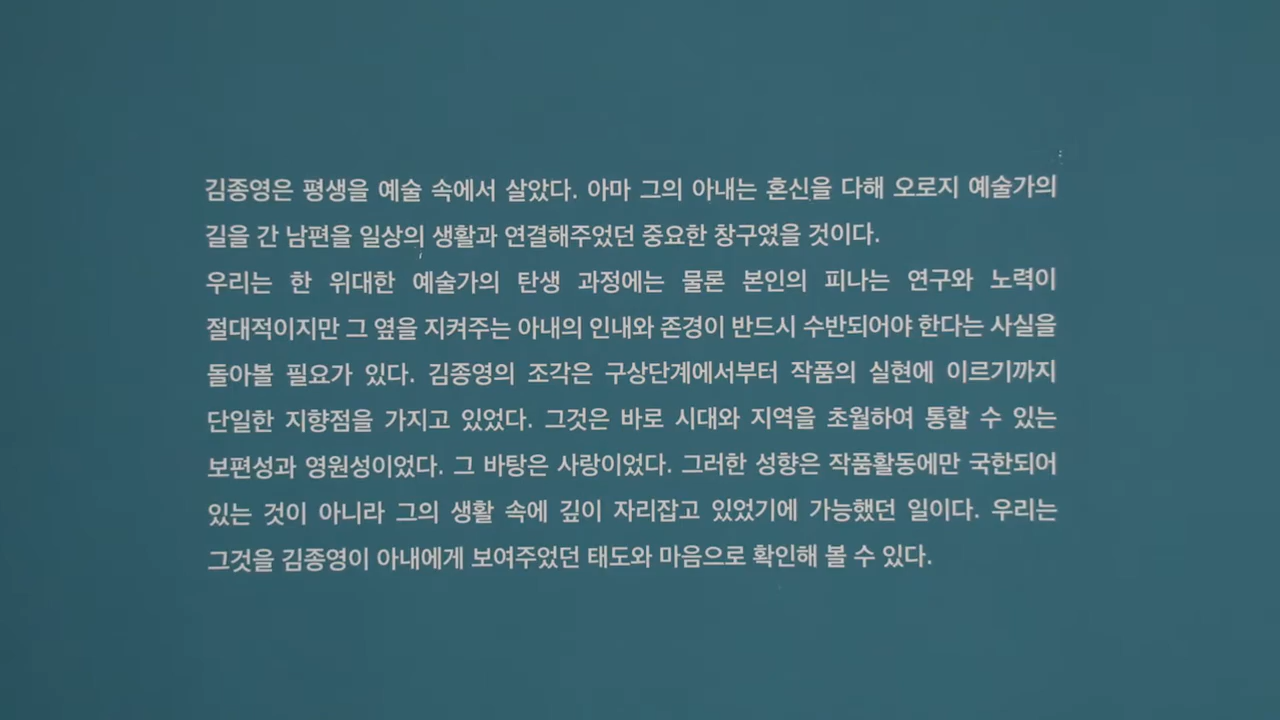 김종영은 평생을 예술 속에서 살았다. 아마 그의 아내는 혼신을 다해 오로지 예술가의
길을 간 남편을 일상의 생활과 연결해주었던 중요한 창구였을 것이다.
우리는 한 위대한 예술가의 탄생 과정에는 물론 본인의 피나는 연구와 노력이
절대적이지만 그 옆을 지켜주는 아내의 인내와 존경이 반드시 수반되어야 한다는 사실을
돌아볼 필요가 있다. 김종영의 조각은 구상단계에서부터 작품의 실현에 이르기까지
단일한 지향점을 가지고 있었다. 그것은 바로 시대와 지역을 초월하여 통할 수 있는
보편성과 영원성이었다. 그 바탕은 사랑이었다. 그러한 성향은 작품활동에만 국한되어
있는 것이 아니라 그의 생활 속에 깊이 자리잡고 있었기에 가능했던 일이다. 우리는
그것을 김종영이 아내에게 보여주었던 태도와 마음으로 확인해 볼 수 있다.